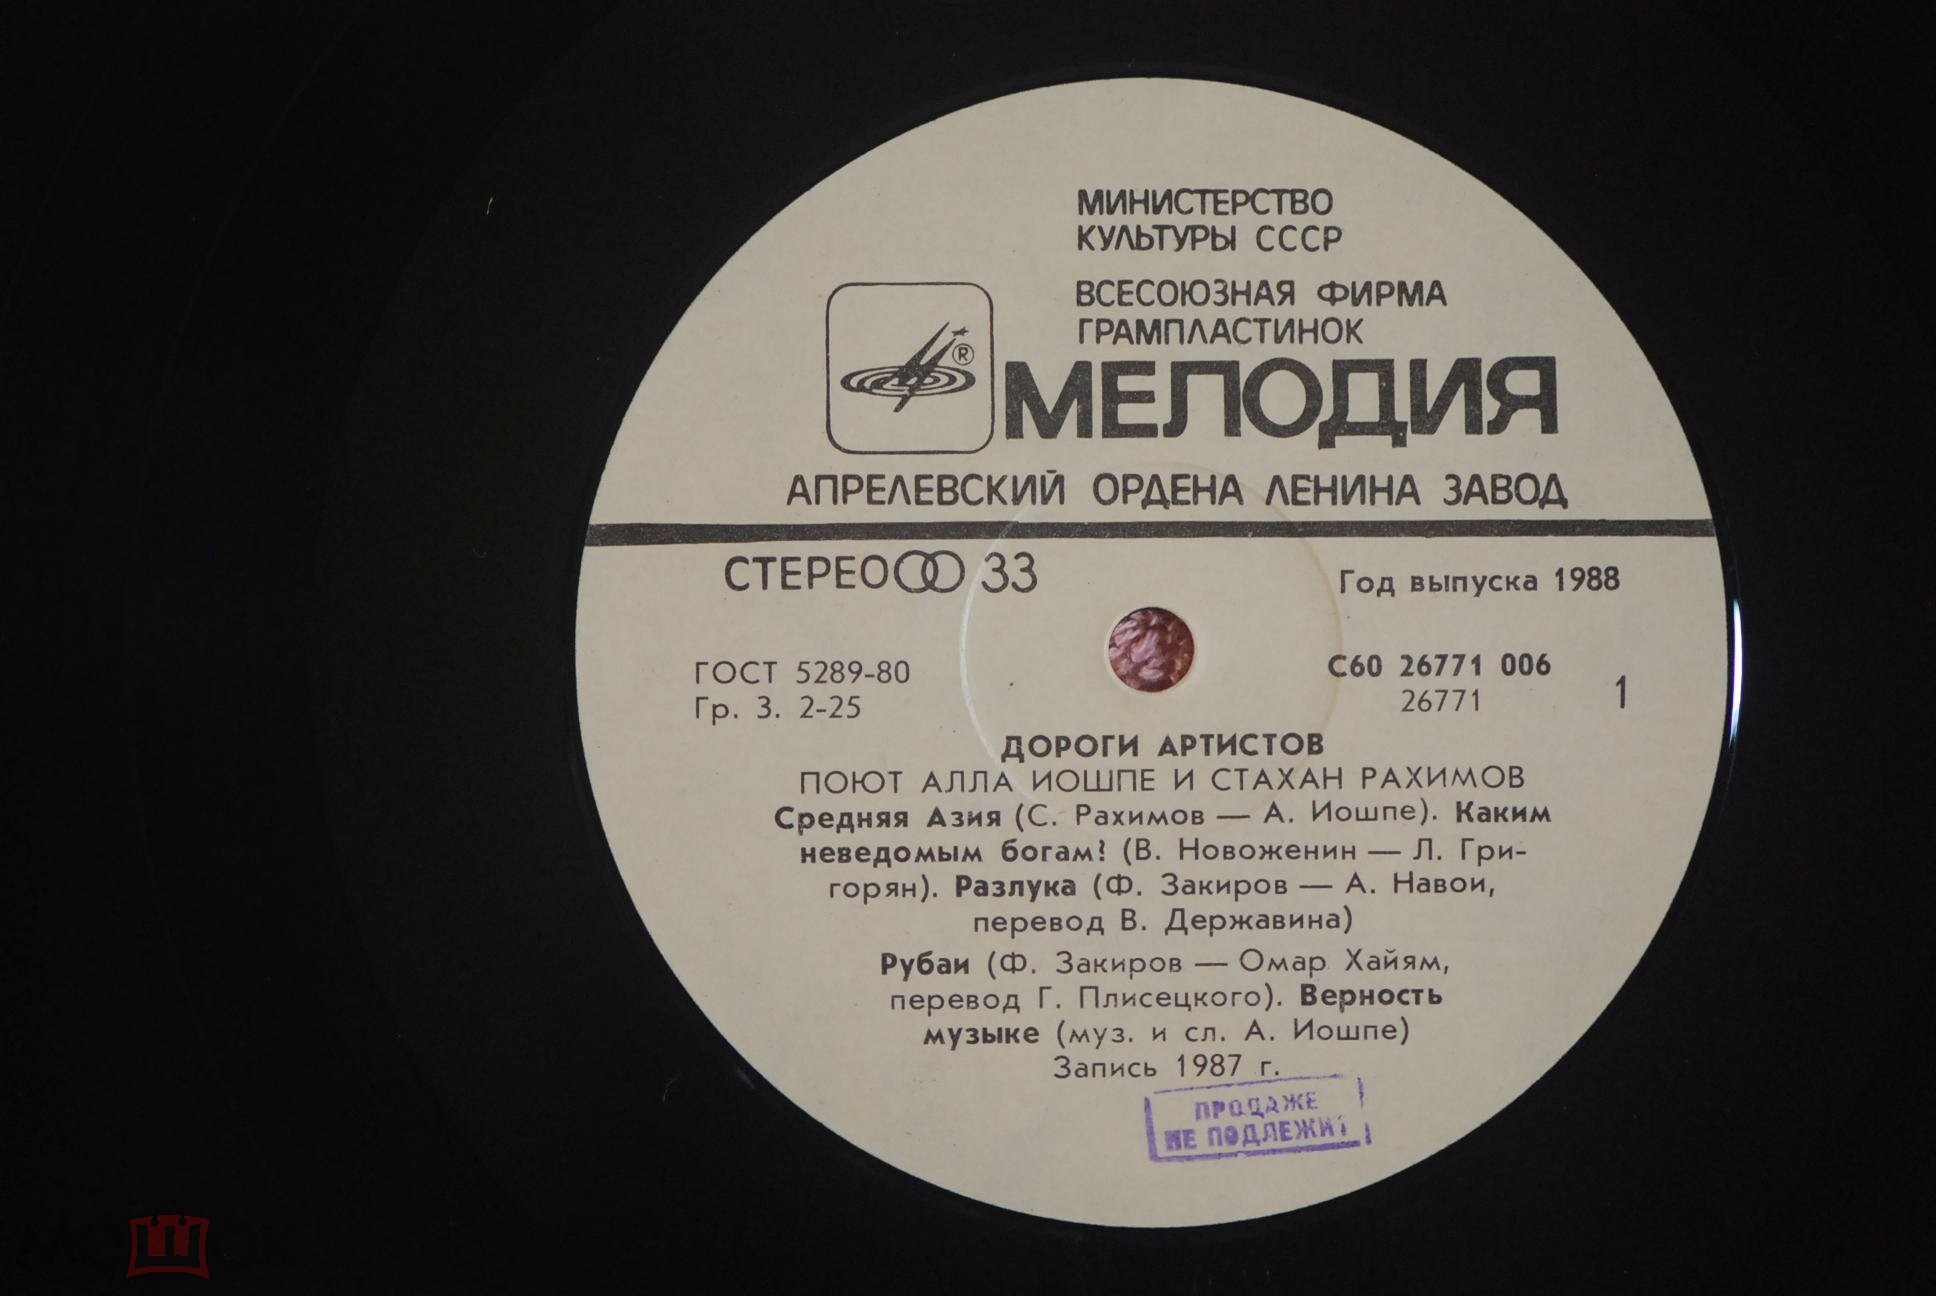 МИНИСТЕРСТВО
КУЛЬТУРЫ СССР
ВСЕСОЮЗНАЯ ФИРМА
ГРАМПЛАСТИНОК
®
МЕЛОДИЯ
АПРЕЛЕВСКИЙ ОРДЕНА ЛЕНИНА ЗАВОД
СТЕРЕО 33
Год выпуска 1988
ГОСТ 5289-80
Гр. 3. 2-25
С60 26771 006
26771
1
ДОРОГИ АРТИСТОВ
ПОЮТ АЛЛА ИОШПЕ И СТАХАН РАХИМОВ
Средняя Азия (С. Рахимов — А. Иошпе). Каким
неведомым богам? (В. Новоженин — Л. Гри-
горян). Разлука (Ф. Закиров — А. Навои,
перевод В. Державина)
Рубаи (Ф. Закиров — Омар Хайям,
перевод Г. Плисецкого). Верность
музыке (муз. и сл. А. Иошпе)
Запись 1987 г.
ПРОДАЖЕ
НЕ ПОДЛЕЖИТ
мешок